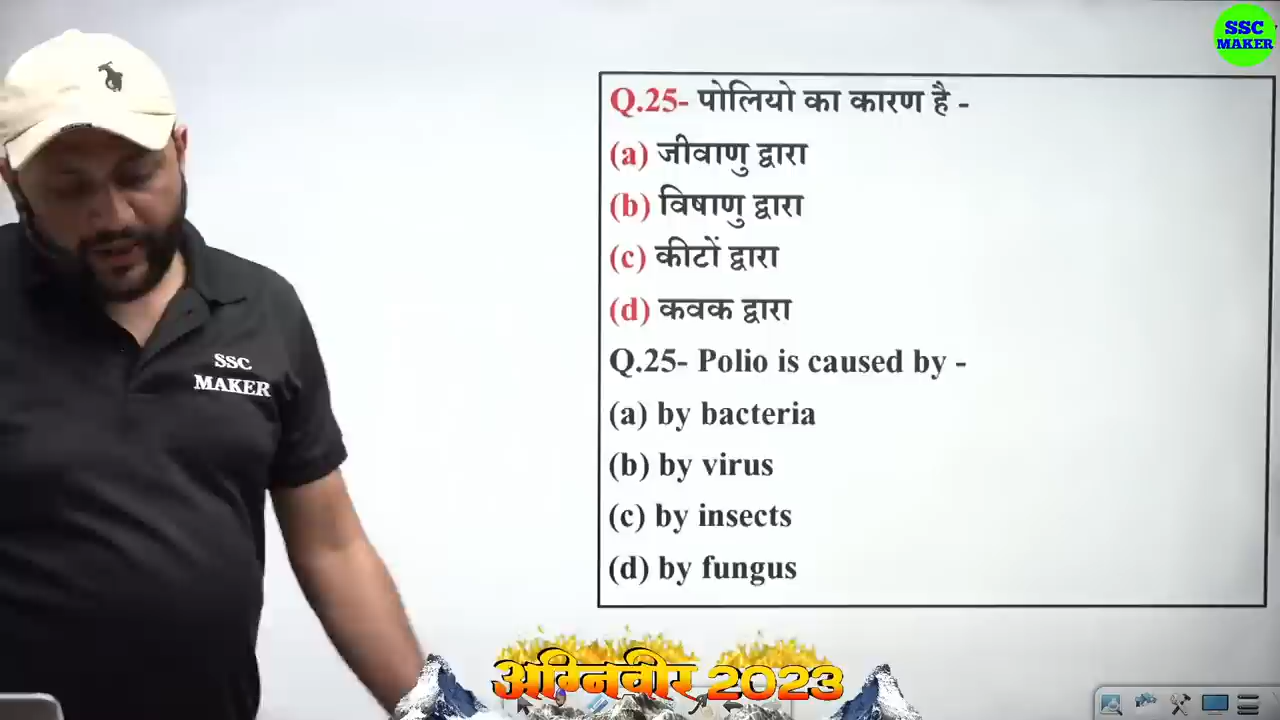 SSC
MAKER
Q.25- पोलियो का कारण है -
(a) जीवाणु द्वारा
(b) विषाणु द्वारा
(c) कीटों द्वारा
(d) कवक द्वारा
Q.25- Polio is caused by -
(a) by bacteria
(b) by virus
(c) by insects
(d) by fungus
SSC
MAKER
अग्निवीर 2023